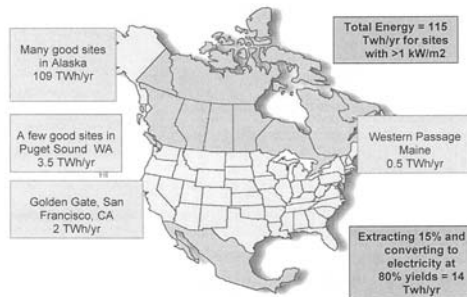 Many good sites
in Alaska
109 TWh/yr
Total Energy = 115
Twh/yr for sites
with >1 kW/m2
A few good sites in
Puget Sound WA
3.5 TWh/yr
Western Passage
Maine
0.5 TWh/yr
Golden Gate, San
Francisco, CA
2 TWh/yr
Extracting 15% and
converting to
electricity at
80% yields = 14
Twh/yr